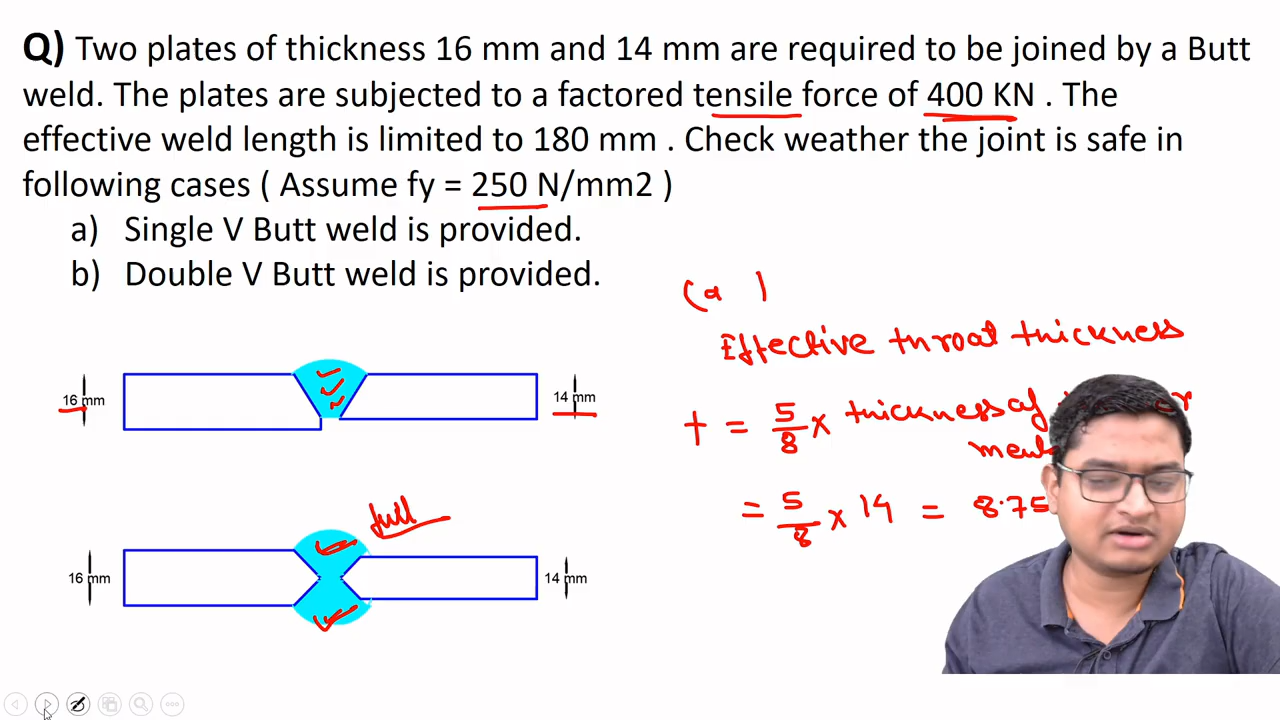 Q) Two plates of thickness 16 mm and 14 mm are required to be joined by a Butt
weld. The plates are subjected to a factored tensile force of 400 KN . The
effective weld length is limited to 180 mm . Check weather the joint is safe in
following cases ( Assume fy = 250 N/mm2 )
a) Single V Butt weld is provided.
b) Double V Butt weld is provided.
(a )
Effective throat thickness
16 mm
14 mm
t = 5/8 x thickness of
= 5/8 x 14 = 8.75
full
16 mm
14 mm